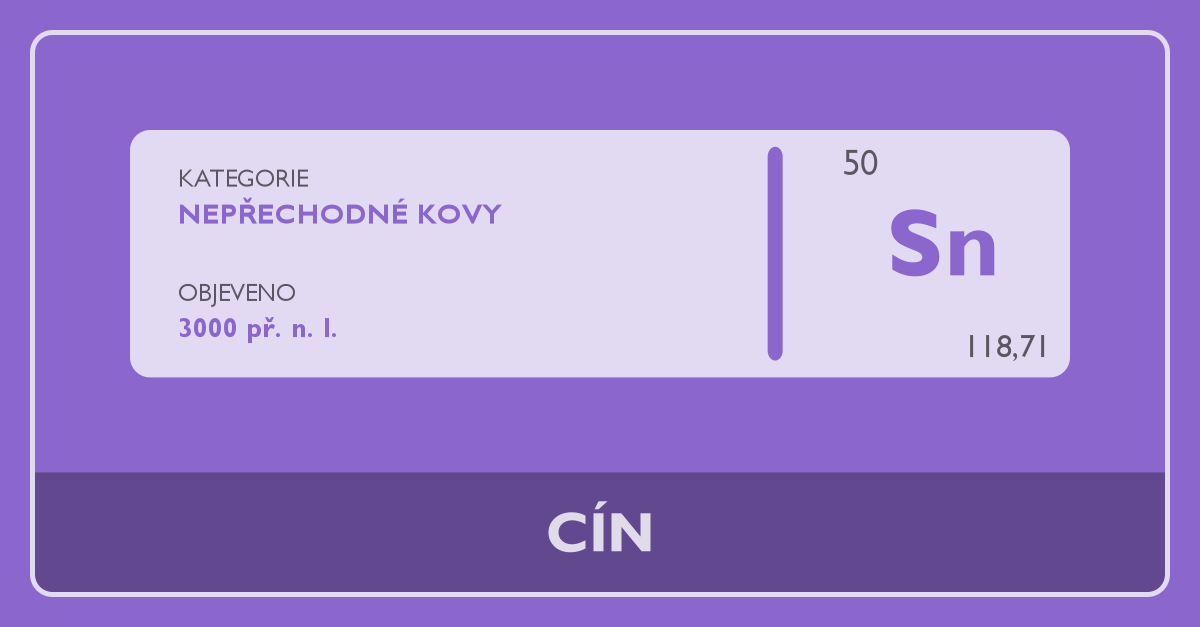 KATEGORIE
NEPŘECHODNÉ KOVY
OBJEVENO
3000 př. n. l.
50
Sn
118,71
CÍN